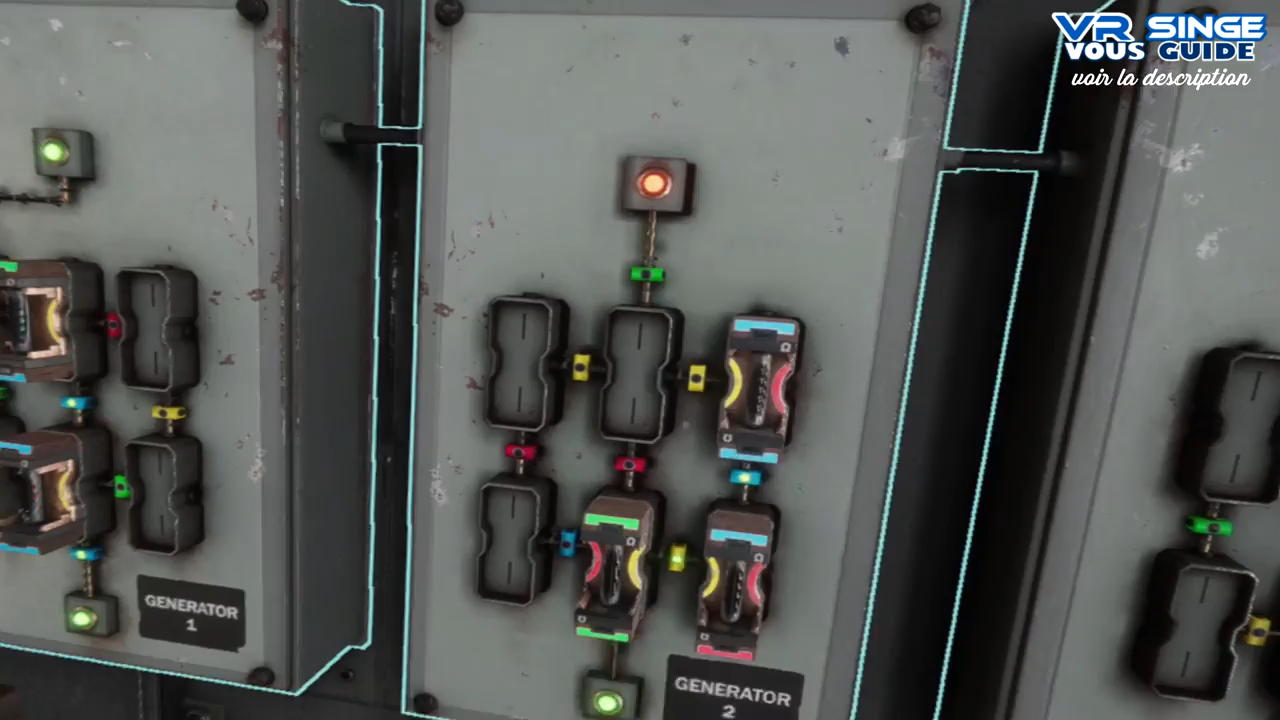 VR SINGE
VOUS GUIDE
voir la description
GENERATOR
1
GENERATOR
2